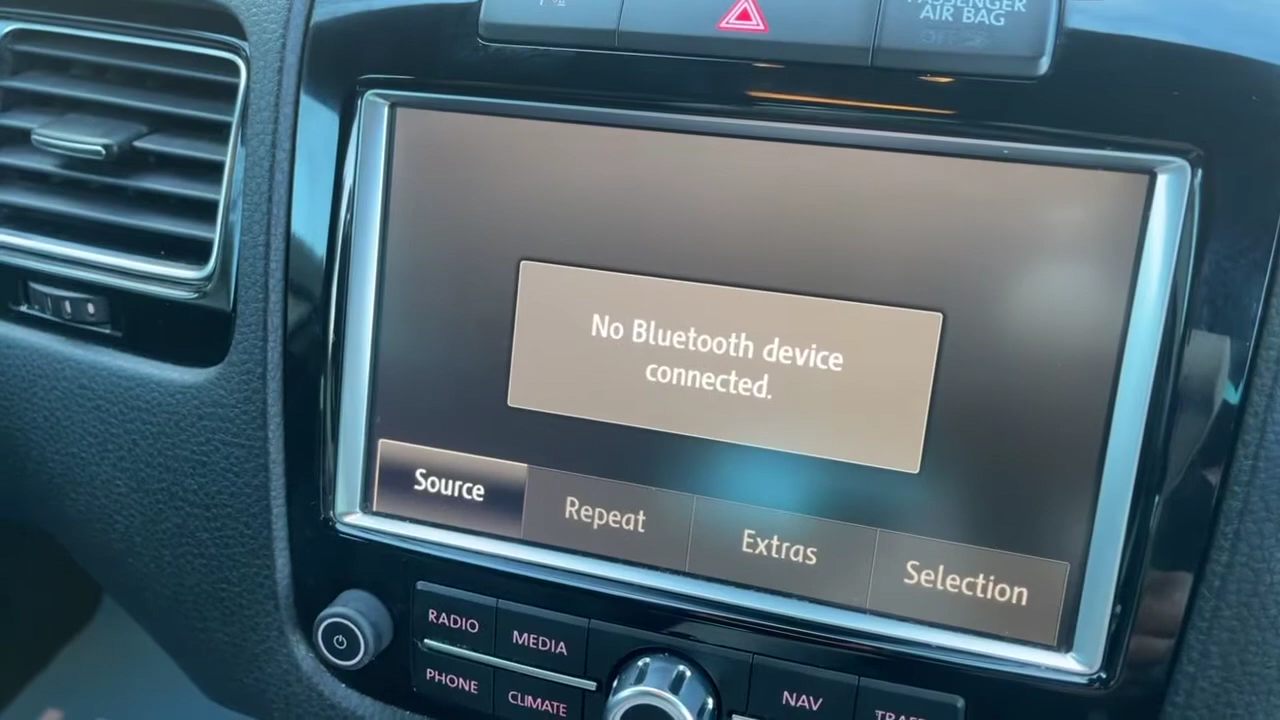 PASSENGER
AIR BAG
No Bluetooth device
connected.
Source
Repeat
Extras
Selection
RADIO
MEDIA
PHONE
CLIMATE
NAV